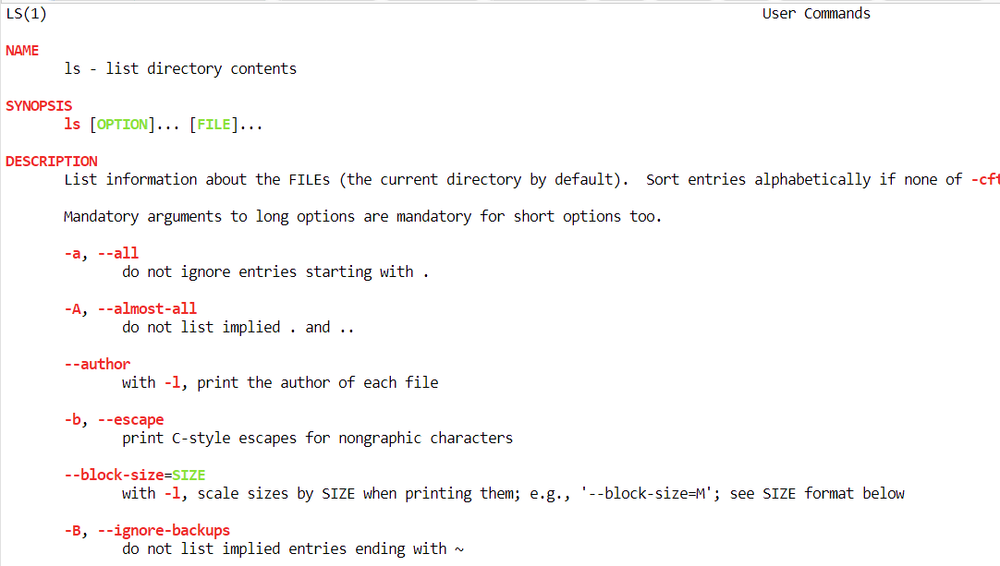 LS(1) User Commands
NAME
ls - list directory contents
SYNOPSIS
ls [OPTION]... [FILE]...
DESCRIPTION
List information about the FILEs (the current directory by default).  Sort entries alphabetically if none of -cft
Mandatory arguments to long options are mandatory for short options too.
-a, --all
do not ignore entries starting with .
-A, --almost-all
do not list implied . and ..
--author
with -l, print the author of each file
-b, --escape
print C-style escapes for nongraphic characters
--block-size=SIZE
with -l, scale sizes by SIZE when printing them; e.g., '--block-size=M'; see SIZE format below
-B, --ignore-backups
do not list implied entries ending with ~